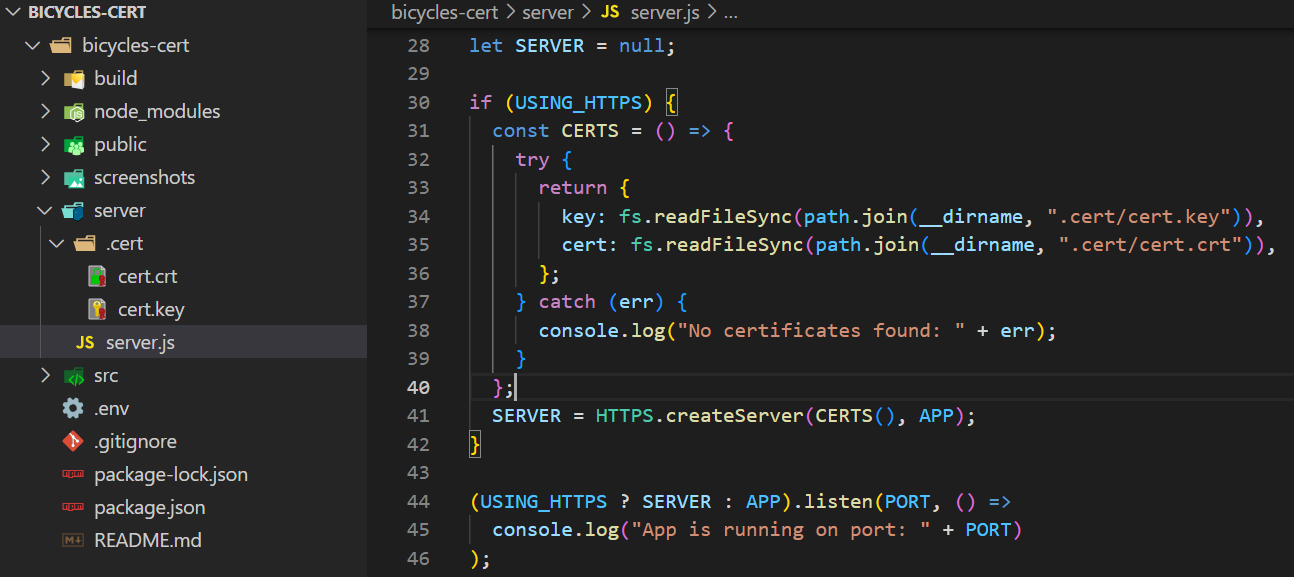 BICYCLES-CERT
bicycles-cert
build
node_modules
public
screenshots
server
.cert
cert.crt
cert.key
JS server.js
src
.env
.gitignore
package-lock.json
package.json
README.md
bicycles-cert > server > JS server.js > ...
28 let SERVER = null;
29
30 if (USING_HTTPS) {
31   const CERTS = () => {
32     try {
33       return {
34         key: fs.readFileSync(path.join(__dirname, ".cert/cert.key")),
35         cert: fs.readFileSync(path.join(__dirname, ".cert/cert.crt")),
36       };
37     } catch (err) {
38       console.log("No certificates found: " + err);
39     }
40   };
41   SERVER = HTTPS.createServer(CERTS(), APP);
42 }
43
44 (USING_HTTPS ? SERVER : APP).listen(PORT, () =>
45   console.log("App is running on port: " + PORT)
46 );